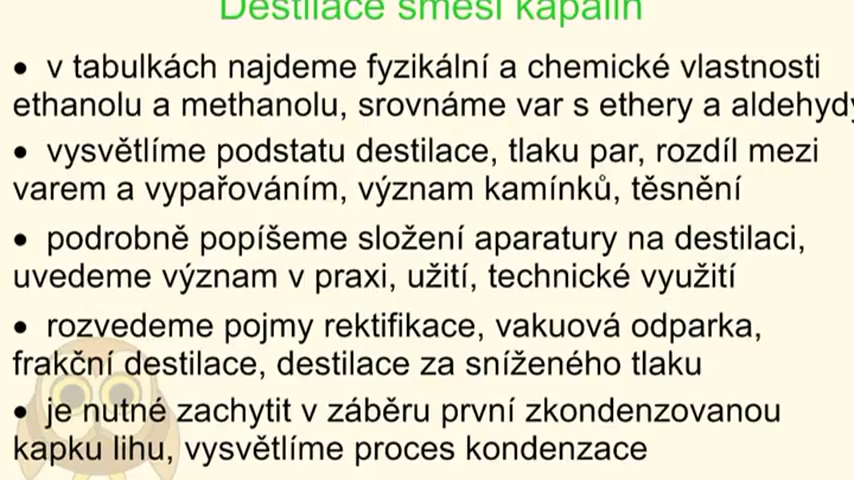 Destilace směsí kapalin
• v tabulkách najdeme fyzikální a chemické vlastnosti
ethanolu a methanolu, srovnáme var s ethery a aldehydy
• vysvětlíme podstatu destilace, tlaku par, rozdíl mezi
varem a vypařováním, význam kamínků, těsnění
• podrobně popíšeme složení aparatury na destilaci,
uvedeme význam v praxi, užití, technické využití
• rozvedeme pojmy rektifikace, vakuová odparka,
frakční destilace, destilace za sníženého tlaku
• je nutné zachytit v záběru první zkondenzovanou
kapku lihu, vysvětlíme proces kondenzace